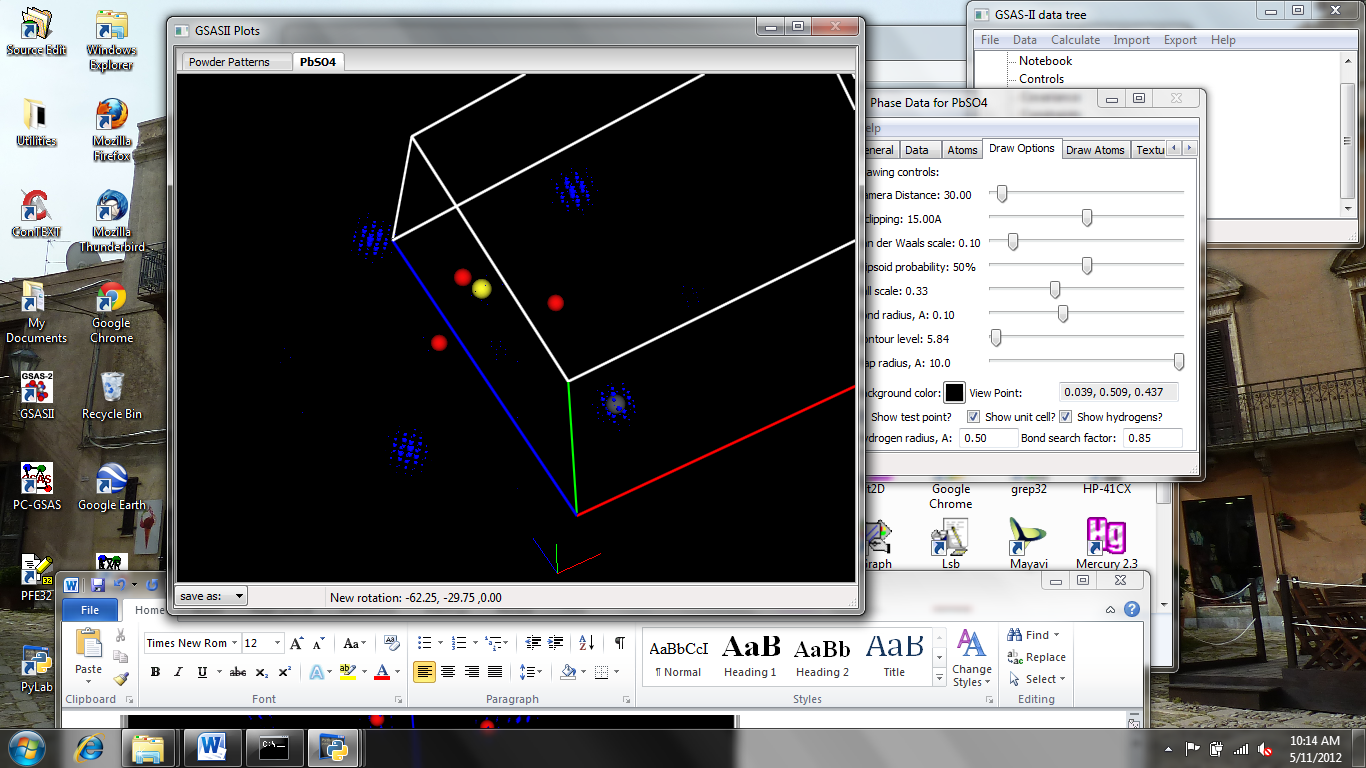 Source Edit
Windows Explorer
Utilities
Mozilla Firefox
ConTEXT
Mozilla Thunderbird
My Documents
Google Chrome
GSAS-2
GSASII
Recycle Bin
PC-GSAS
Google Earth
PFE32
PyLab
GSASII Plots
Powder Patterns
PbSO4
save as:
New rotation: -62.25, -29.75 ,0.00
GSAS-II data tree
File Data Calculate Import Export Help
Notebook
Controls
Phase Data for PbSO4
elp
eneral Data Atoms Draw Options Draw Atoms Textu
awing controls:
amera Distance: 30.00
clipping: 15.00A
an der Waals scale: 0.10
ipsoid probability: 50%
ll scale: 0.33
ond radius, A: 0.10
ontour level: 5.84
ap radius, A: 10.0
ackground color: View Point: 0.039, 0.509, 0.437
Show test point? Show unit cell? Show hydrogens?
ydrogen radius, A: 0.50 Bond search factor: 0.85
t2D
Google Chrome
grep32
HP-41CX
raph
Lsb
Mayavi
Mercury 2.3
File Home
Paste
Clipboard
Times New Rom 12
Font
Paragraph
AaBbCcI AaB AaBb AaB
¶ Normal Heading 1 Heading 2 Title
Change Styles
Styles
Find
Replace
Select
Editing
10:14 AM
5/11/2012